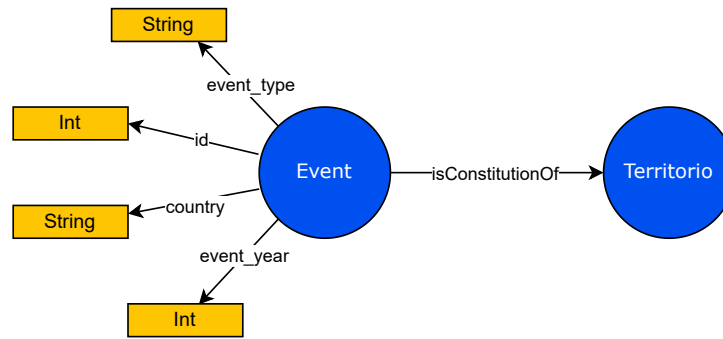 String
event_type
Int
id
Event
isConstitutionOf
Territorio
country
String
event_year
Int